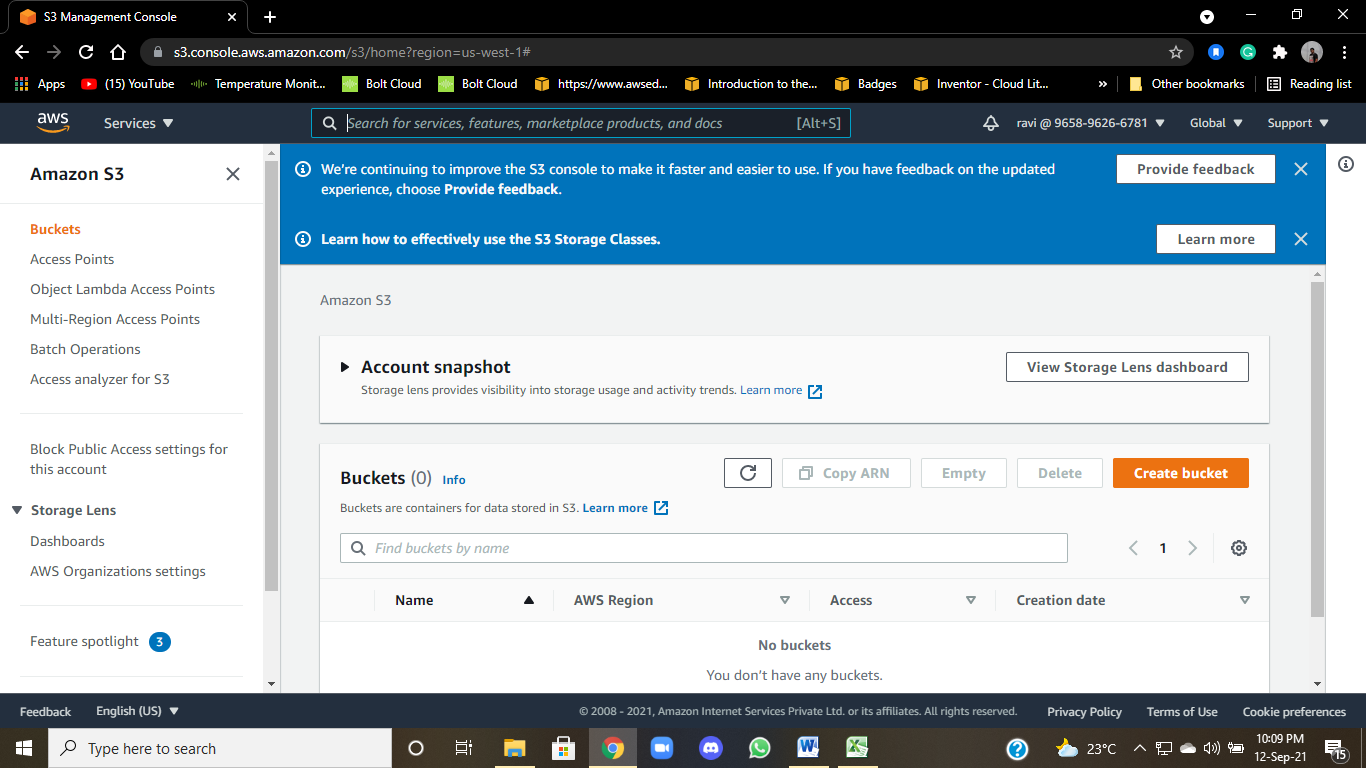 S3 Management Console
s3.console.aws.amazon.com/s3/home?region=us-west-1#
Apps (15) YouTube Temperature Monit... Bolt Cloud Bolt Cloud https://www.awsed... Introduction to the... Badges Inventor - Cloud Lit... » Other bookmarks Reading list
aws Services Search for services, features, marketplace products, and docs [Alt+S] ravi @ 9658-9626-6781 Global Support
Amazon S3
Buckets
Access Points
Object Lambda Access Points
Multi-Region Access Points
Batch Operations
Access analyzer for S3
Block Public Access settings for
this account
Storage Lens
Dashboards
AWS Organizations settings
Feature spotlight 3
We're continuing to improve the S3 console to make it faster and easier to use. If you have feedback on the updated
experience, choose Provide feedback.
Provide feedback
Learn how to effectively use the S3 Storage Classes.
Learn more
Amazon S3
Account snapshot
Storage lens provides visibility into storage usage and activity trends. Learn more
View Storage Lens dashboard
Buckets (0) Info
Copy ARN Empty Delete Create bucket
Buckets are containers for data stored in S3. Learn more
Find buckets by name
1
Name AWS Region Access Creation date
No buckets
You don't have any buckets.
Feedback English (US) © 2008 - 2021, Amazon Internet Services Private Ltd. or its affiliates. All rights reserved. Privacy Policy Terms of Use Cookie preferences
Type here to search
23°C
10:09 PM
12-Sep-21
15